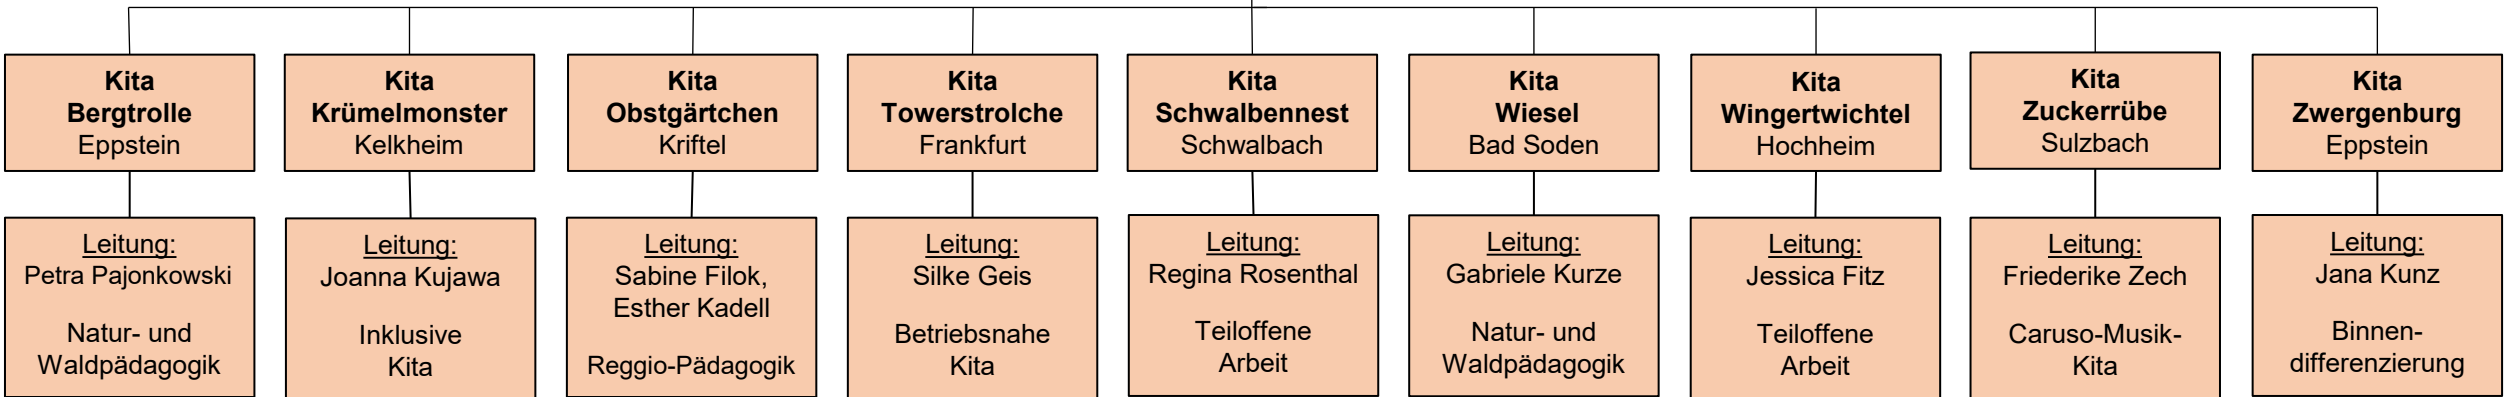 Kita
Bergtrolle
Eppstein
Kita
Krümelmonster
Kelkheim
Kita
Obstgärtchen
Kriftel
Kita
Towerstrolche
Frankfurt
Kita
Schwalbennest
Schwalbach
Kita
Wiesel
Bad Soden
Kita
Wingertwichtel
Hochheim
Kita
Zuckerrübe
Sulzbach
Kita
Zwergenburg
Eppstein
Leitung:
Petra Pajonkowski
Natur- und
Waldpädagogik
Leitung:
Joanna Kujawa
Inklusive
Kita
Leitung:
Sabine Filok,
Esther Kadell
Reggio-Pädagogik
Leitung:
Silke Geis
Betriebsnahe
Kita
Leitung:
Regina Rosenthal
Teiloffene
Arbeit
Leitung:
Gabriele Kurze
Natur- und
Waldpädagogik
Leitung:
Jessica Fitz
Teiloffene
Arbeit
Leitung:
Friederike Zech
Caruso-Musik-
Kita
Leitung:
Jana Kunz
Binnen-
differenzierung